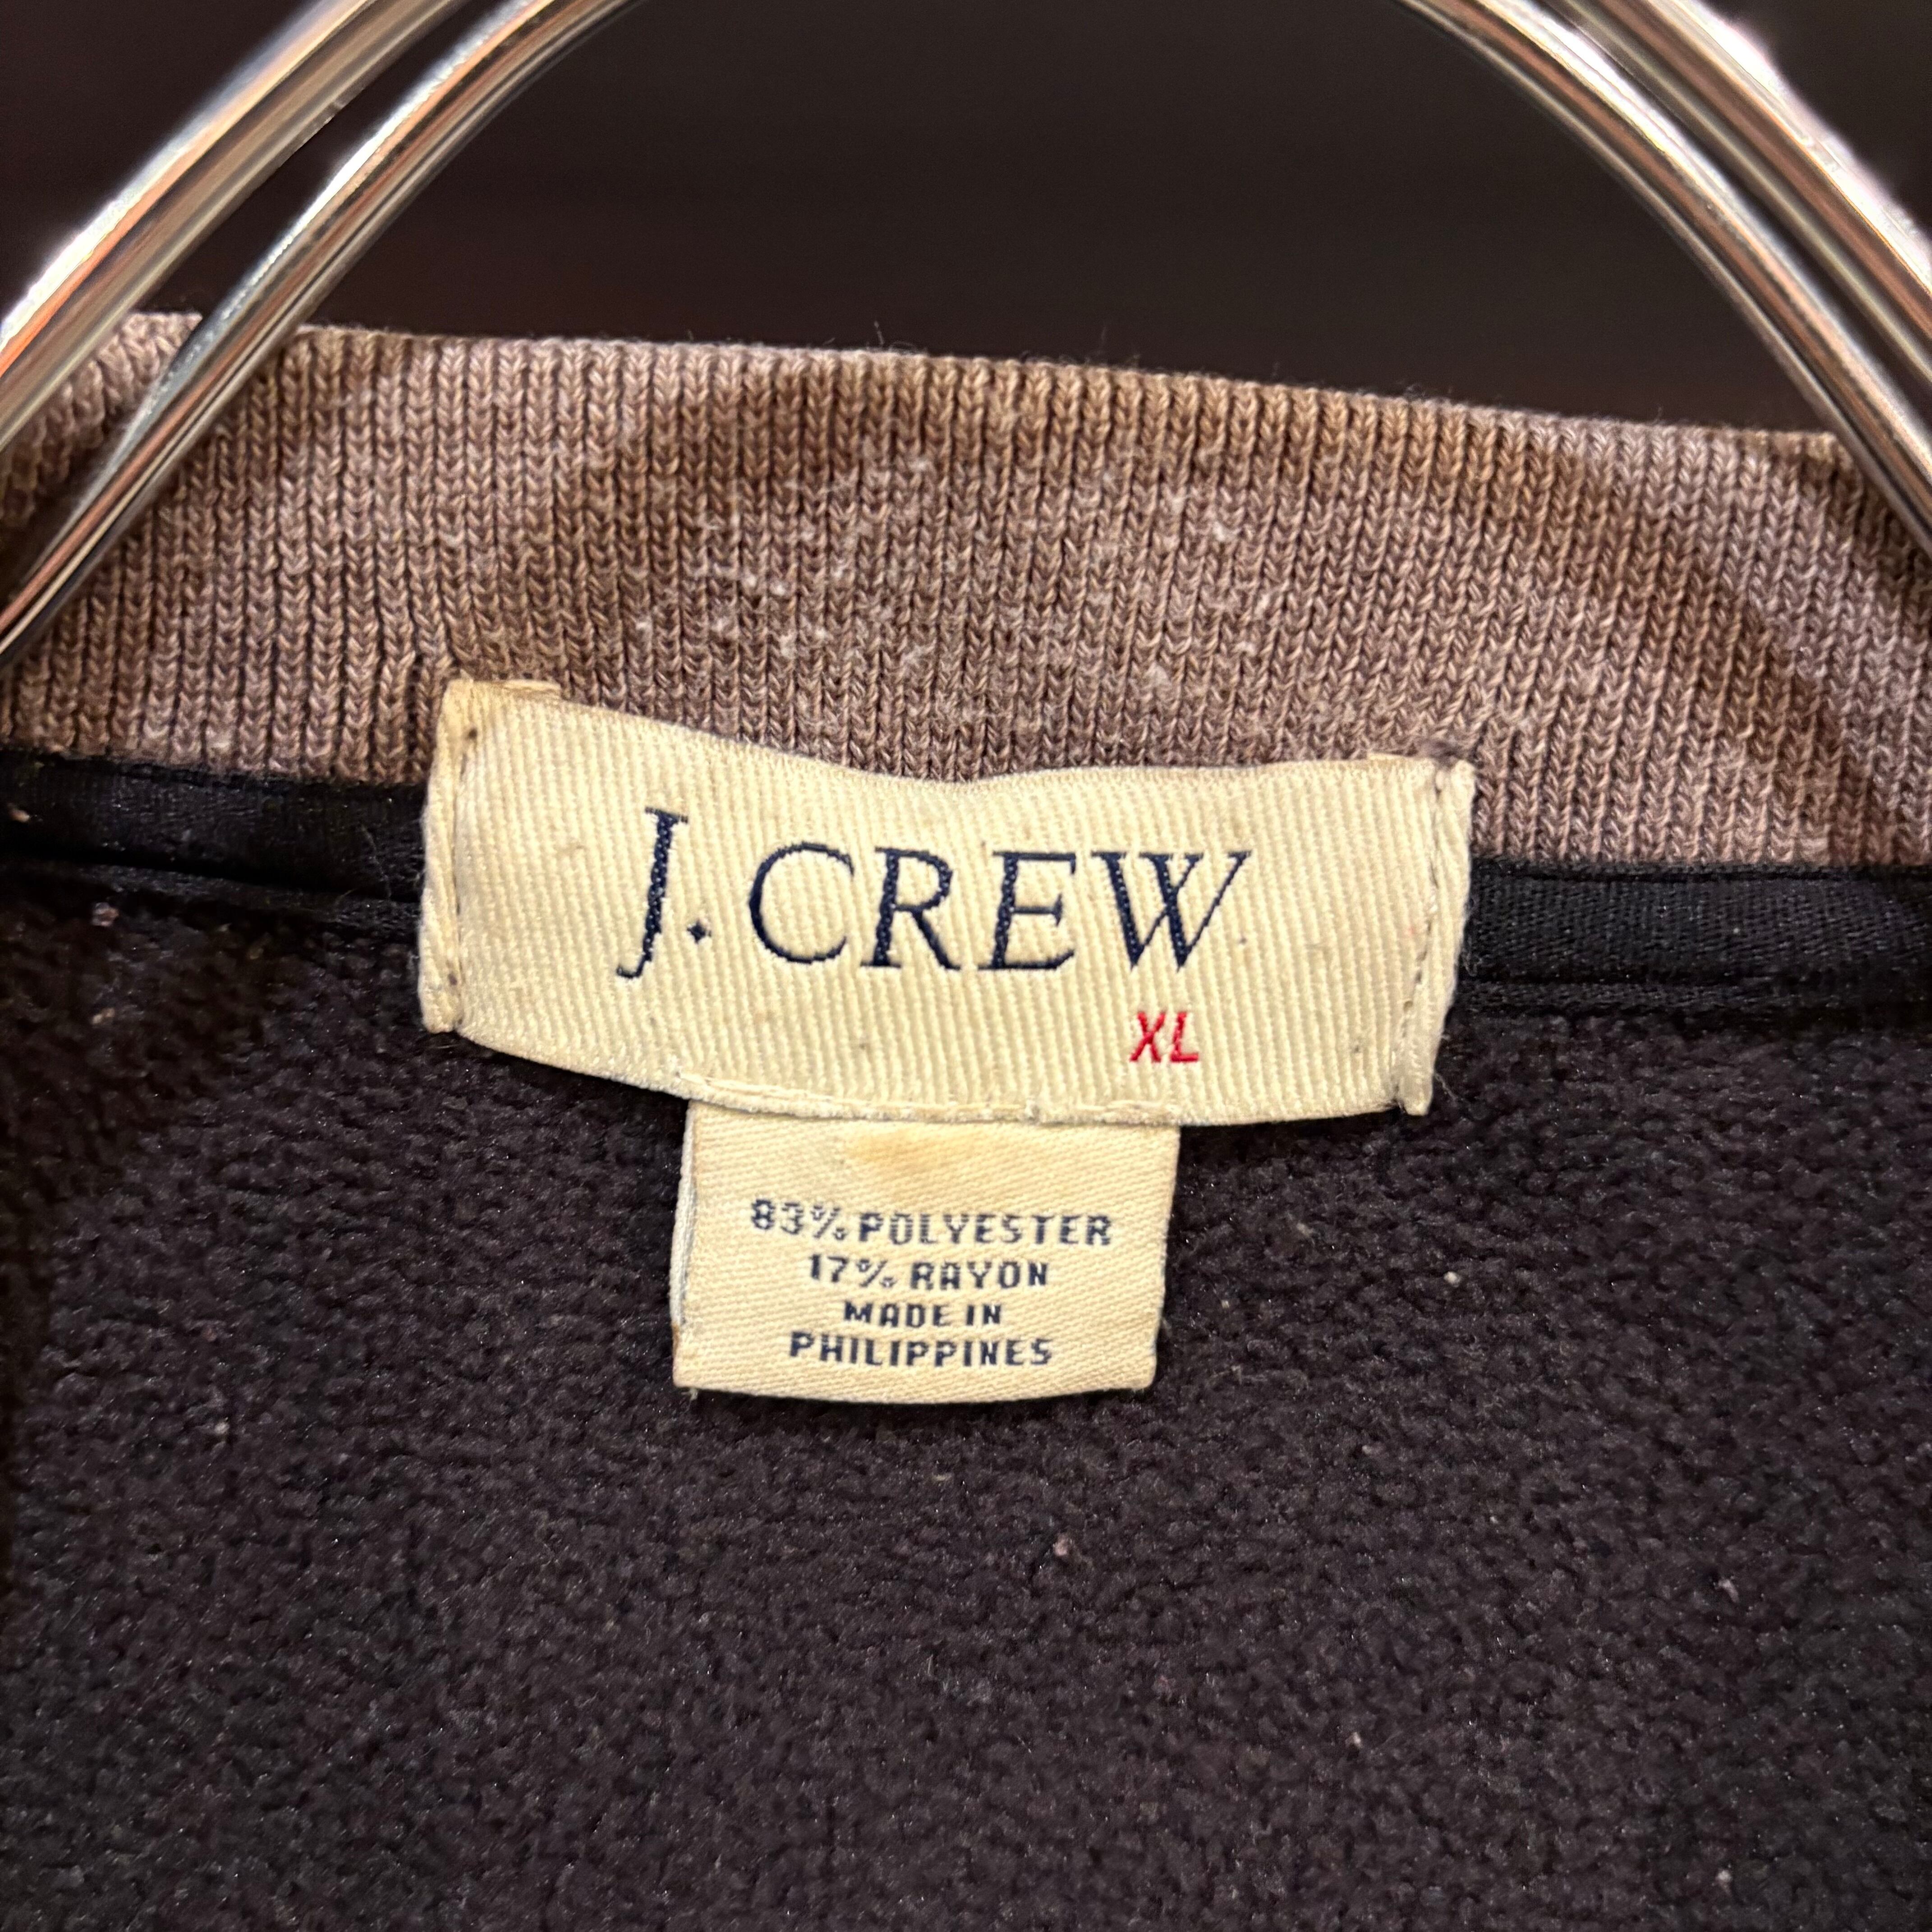 J. CREW
XL
83% POLYESTER
17% RAYON
MADE IN
PHILIPPINES